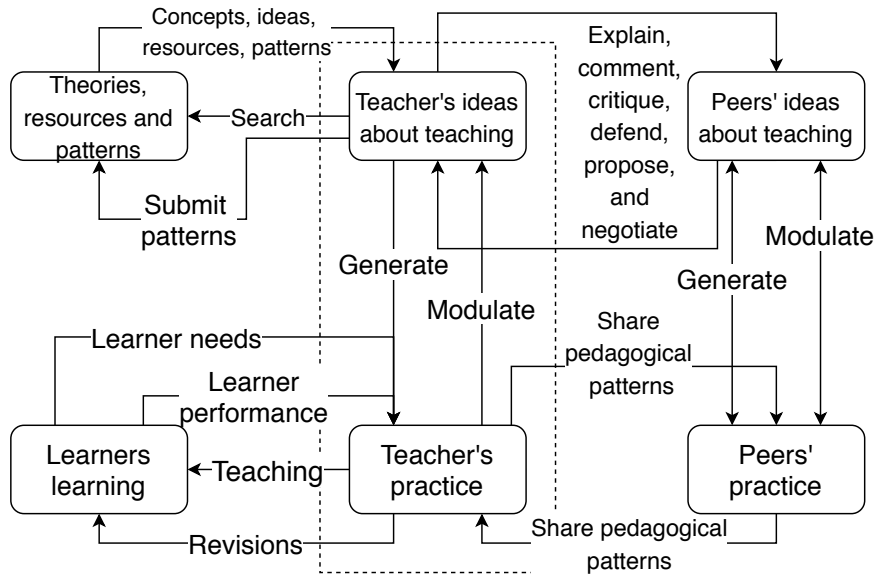 Concepts, ideas,
resources, patterns
Theories,
resources and
patterns
Search
Teacher's ideas
about teaching
Explain,
comment,
critique,
defend,
propose,
and
negotiate
Peers' ideas
about teaching
Submit
patterns
Generate
Modulate
Generate
Modulate
Learner needs
Learner
performance
Share
pedagogical
patterns
Learners
learning
Teaching
Teacher's
practice
Peers'
practice
Revisions
Share pedagogical
patterns